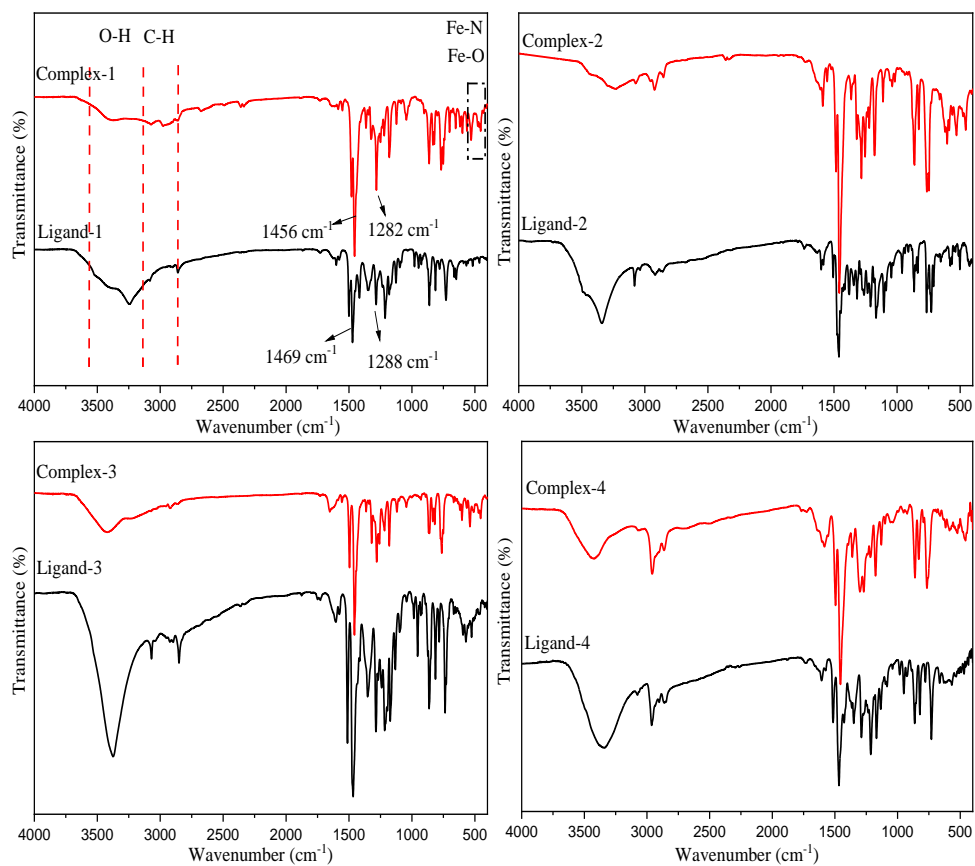 O-H C-H Fe-N
Fe-O
Complex-1
Ligand-1
1456 cm-1 1282 cm-1
1469 cm-1 1288 cm-1
Transmittance (%)
4000 3500 3000 2500 2000 1500 1000 500
Wavenumber (cm-1)
Complex-2
Ligand-2
Transmittance (%)
4000 3500 3000 2500 2000 1500 1000 500
Wavenumber (cm-1)
Complex-3
Ligand-3
Transmittance (%)
4000 3500 3000 2500 2000 1500 1000 500
Wavenumber (cm-1)
Complex-4
Ligand-4
Transmittance (%)
4000 3500 3000 2500 2000 1500 1000 500
Wavenumber (cm-1)